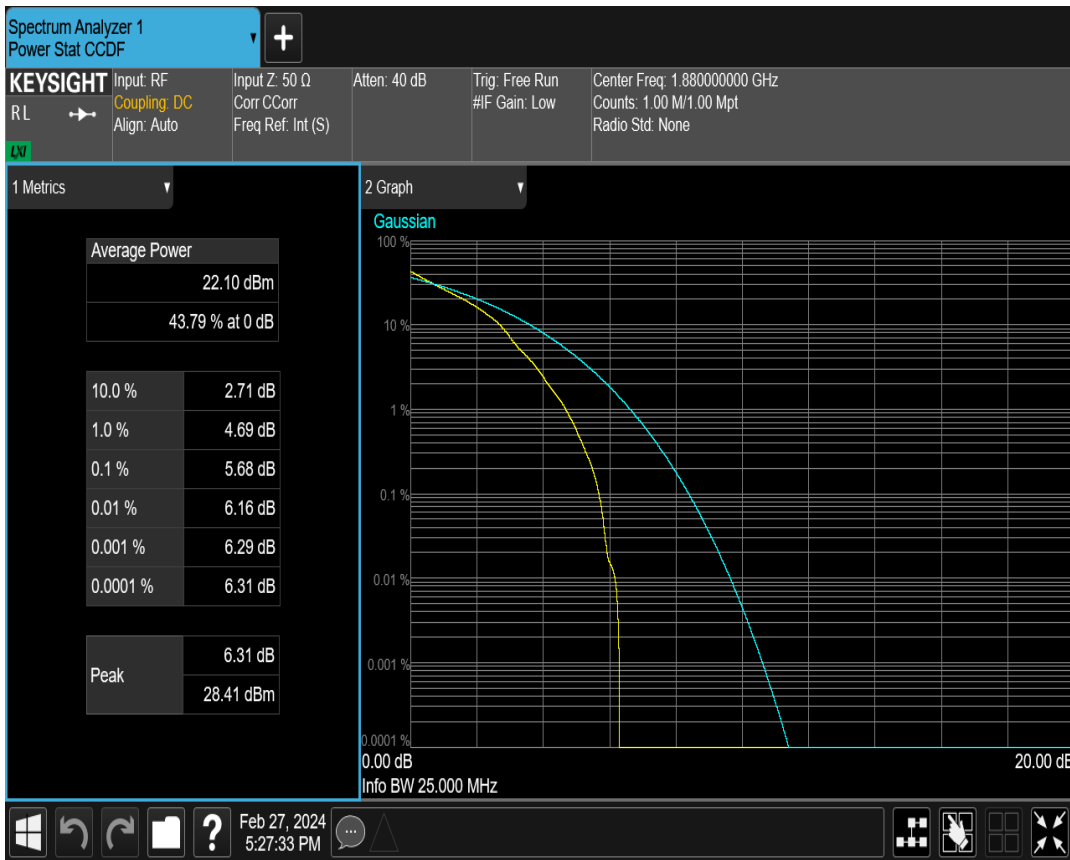 Spectrum Analyzer 1
Power Stat CCDF
KEYSIGHT
RL
LXI
Input: RF
Coupling: DC
Align: Auto
Input Z: 50 Ω
Corr CCorr
Freq Ref: Int (S)
Atten: 40 dB
Trig: Free Run
#IF Gain: Low
Center Freq: 1.880000000 GHz
Counts: 1.00 M/1.00 Mpt
Radio Std: None
1 Metrics
Average Power
22.10 dBm
43.79 % at 0 dB
10.0 % 2.71 dB
1.0 % 4.69 dB
0.1 % 5.68 dB
0.01 % 6.16 dB
0.001 % 6.29 dB
0.0001 % 6.31 dB
Peak
6.31 dB
28.41 dBm
2 Graph
Gaussian
100 %
10 %
1 %
0.1 %
0.01 %
0.001 %
0.0001 %
0.00 dB 20.00 dB
Info BW 25.000 MHz
Feb 27, 2024
5:27:33 PM